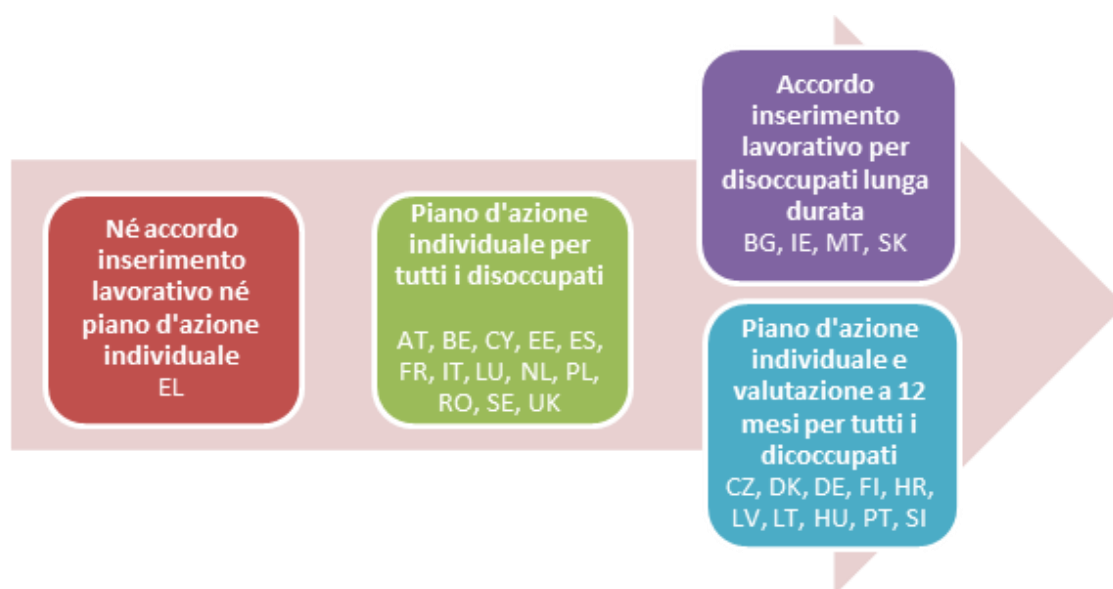 Né accordo
inserimento
lavorativo né
piano d'azione
individuale
EL
Piano d'azione
individuale per
tutti i disoccupati
AT, BE, CY, EE, ES,
FR, IT, LU, NL, PL,
RO, SE, UK
Accordo
inserimento
lavorativo per
disoccupati lunga
durata
BG, IE, MT, SK
Piano d'azione
individuale e
valutazione a 12
mesi per tutti i
dicoccupati
CZ, DK, DE, FI, HR,
LV, LT, HU, PT, SI